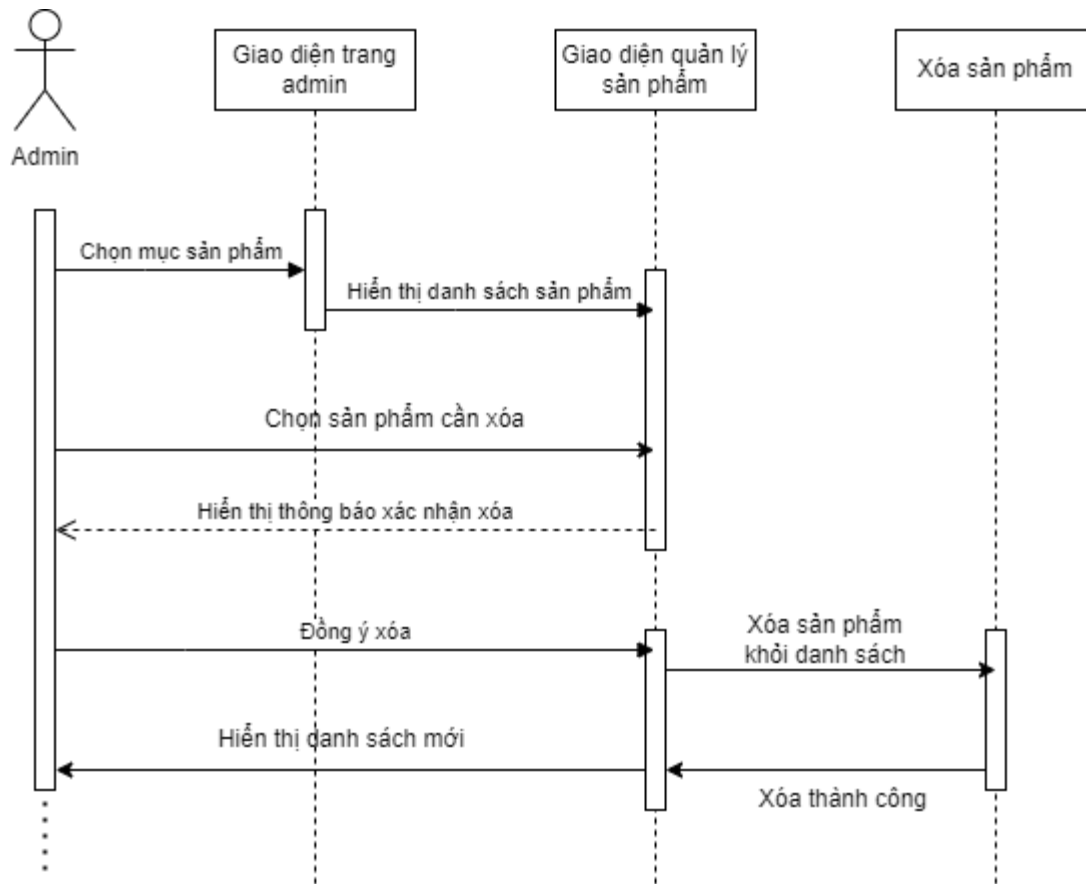 Giao diện trang
admin
Giao diện quản lý
sản phẩm
Xóa sản phẩm
Admin
Chọn mục sản phẩm
Hiển thị danh sách sản phẩm
Chọn sản phẩm cần xóa
Hiển thị thông báo xác nhận xóa
Đồng ý xóa
Xóa sản phẩm
khỏi danh sách
Hiển thị danh sách mới
Xóa thành công